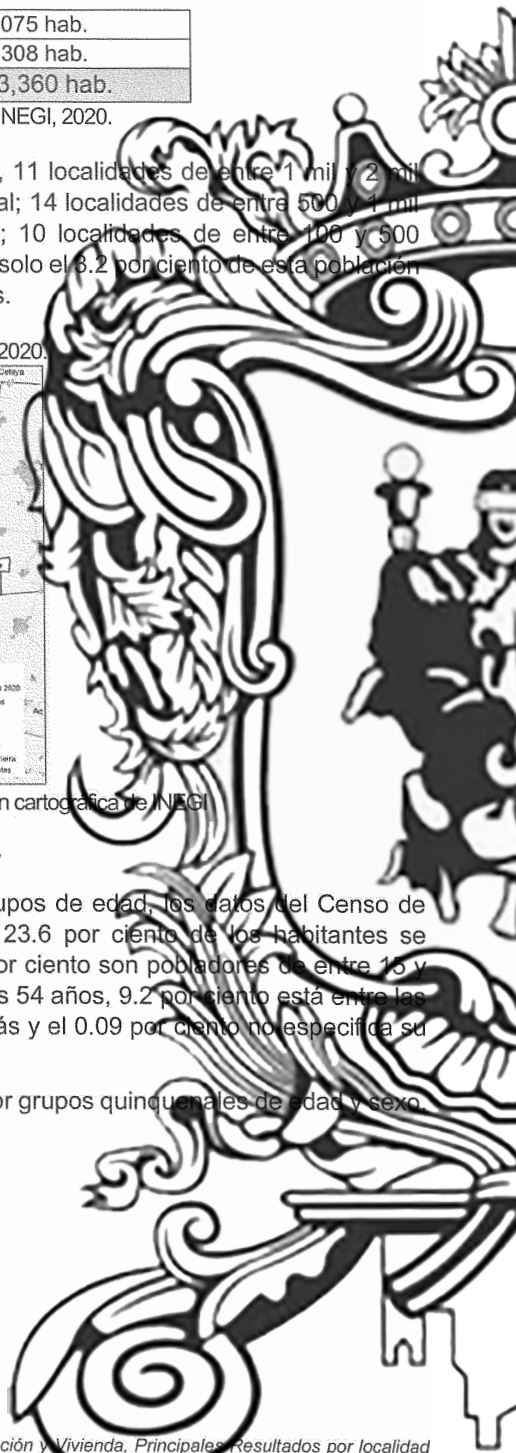 075 hab.
308 hab.
3,360 hab.
NEGI, 2020.
, 11 localidades de entre 1 mil y 2 mil
al; 14 localidades de entre 500 y 1 mil
; 10 localidades de entre 100 y 500
solo el 3.2 por ciento de esta población
s.
2020.
Celaya
2020
n cartográfica de INEGI
upos de edad, los datos del Censo de
23.6 por ciento de los habitantes se
or ciento son pobladores de entre 15 y
s 54 años, 9.2 por ciento está entre las
ás y el 0.09 por ciento no especifica su
or grupos quinquenales de edad y sexo.
ción y Vivienda, Principales Resultados por localidad